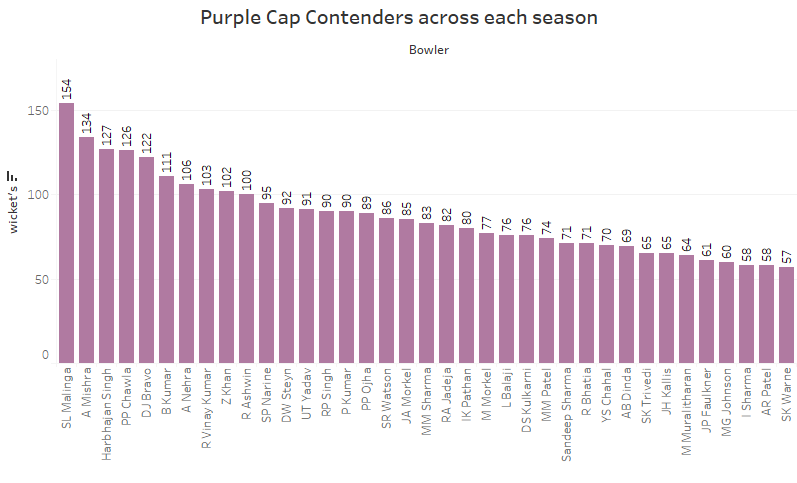 Purple Cap Contenders across each season
Bowler
wicket's
150
100
50
0
154
134
127
126
122
111
106
103
102
100
95
92
91
90
90
89
86
85
83
82
80
77
76
76
74
71
71
70
69
65
65
64
61
60
58
58
57
SL Malinga
A Mishra
Harbhajan Singh
PP Chawla
DJ Bravo
B Kumar
A Nehra
R Vinay Kumar
Z Khan
R Ashwin
SP Narine
DW Steyn
UT Yadav
RP Singh
P Kumar
PP Ojha
SR Watson
JA Morkel
MM Sharma
RA Jadeja
IK Pathan
M Morkel
L Balaji
DS Kulkarni
MM Patel
Sandeep Sharma
R Bhatia
YS Chahal
AB Dinda
SK Trivedi
JH Kallis
M Muralitharan
JP Faulkner
MG Johnson
I Sharma
AR Patel
SK Warne